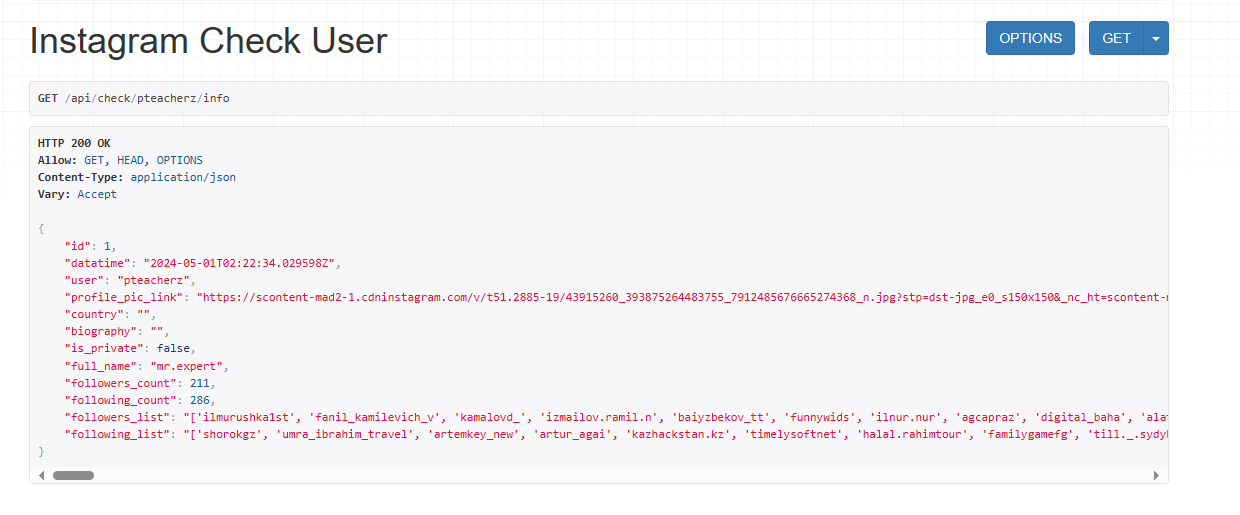 Instagram Check User
OPTIONS
GET
GET /api/check/pteacherz/info
HTTP 200 OK
Allow: GET, HEAD, OPTIONS
Content-Type: application/json
Vary: Accept
{
"id": 1,
"datatime": "2024-05-01T02:22:34.029598Z",
"user": "pteacherz",
"profile_pic_link": "https://scontent-mad2-1.cdninstagram.com/v/t51.2885-19/43915260_393875264483755_7912485676665274368_n.jpg?stp=dst-jpg_e0_s150x150&_nc_ht=scontent-
"country": "",
"biography": "",
"is_private": false,
"full_name": "mr.expert",
"followers_count": 211,
"following_count": 286,
"followers_list": "['ilmurushka1st', 'fanil_kamilevich_v', 'kamalovd_', 'izmailov.ramil.n', 'baiyzbekov_tt', 'funnywids', 'ilnur.nur', 'agcapraz', 'digital_baha', 'ala
"following_list": "['shorokgz', 'umra_ibrahim_travel', 'artemkey_new', 'artur_agai', 'kazhackstan.kz', 'timelysoftnet', 'halal.rahimtour', 'familygamefg', 'till._.sydy
}